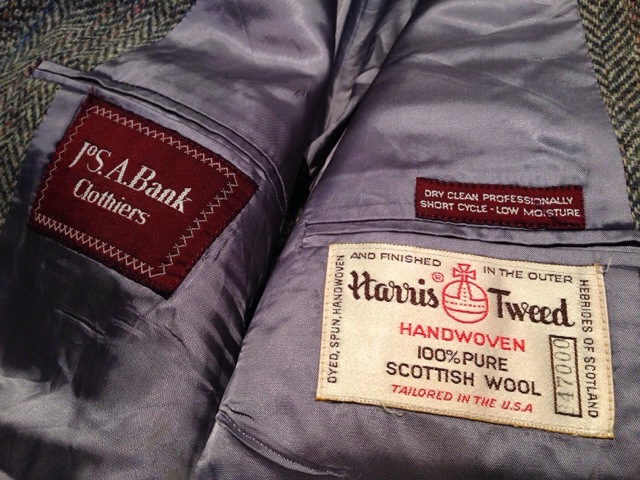 Jos. A. Bank
Clothiers
DRY CLEAN PROFESSIONALLY
SHORT CYCLE - LOW MOISTURE
DYED, SPUN, HANDWOVEN
AND FINISHED
IN THE OUTER
HEBRIDES OF SCOTLAND
Harris ® Tweed
HANDWOVEN
100% PURE
SCOTTISH WOOL
TAILORED IN THE U.S.A